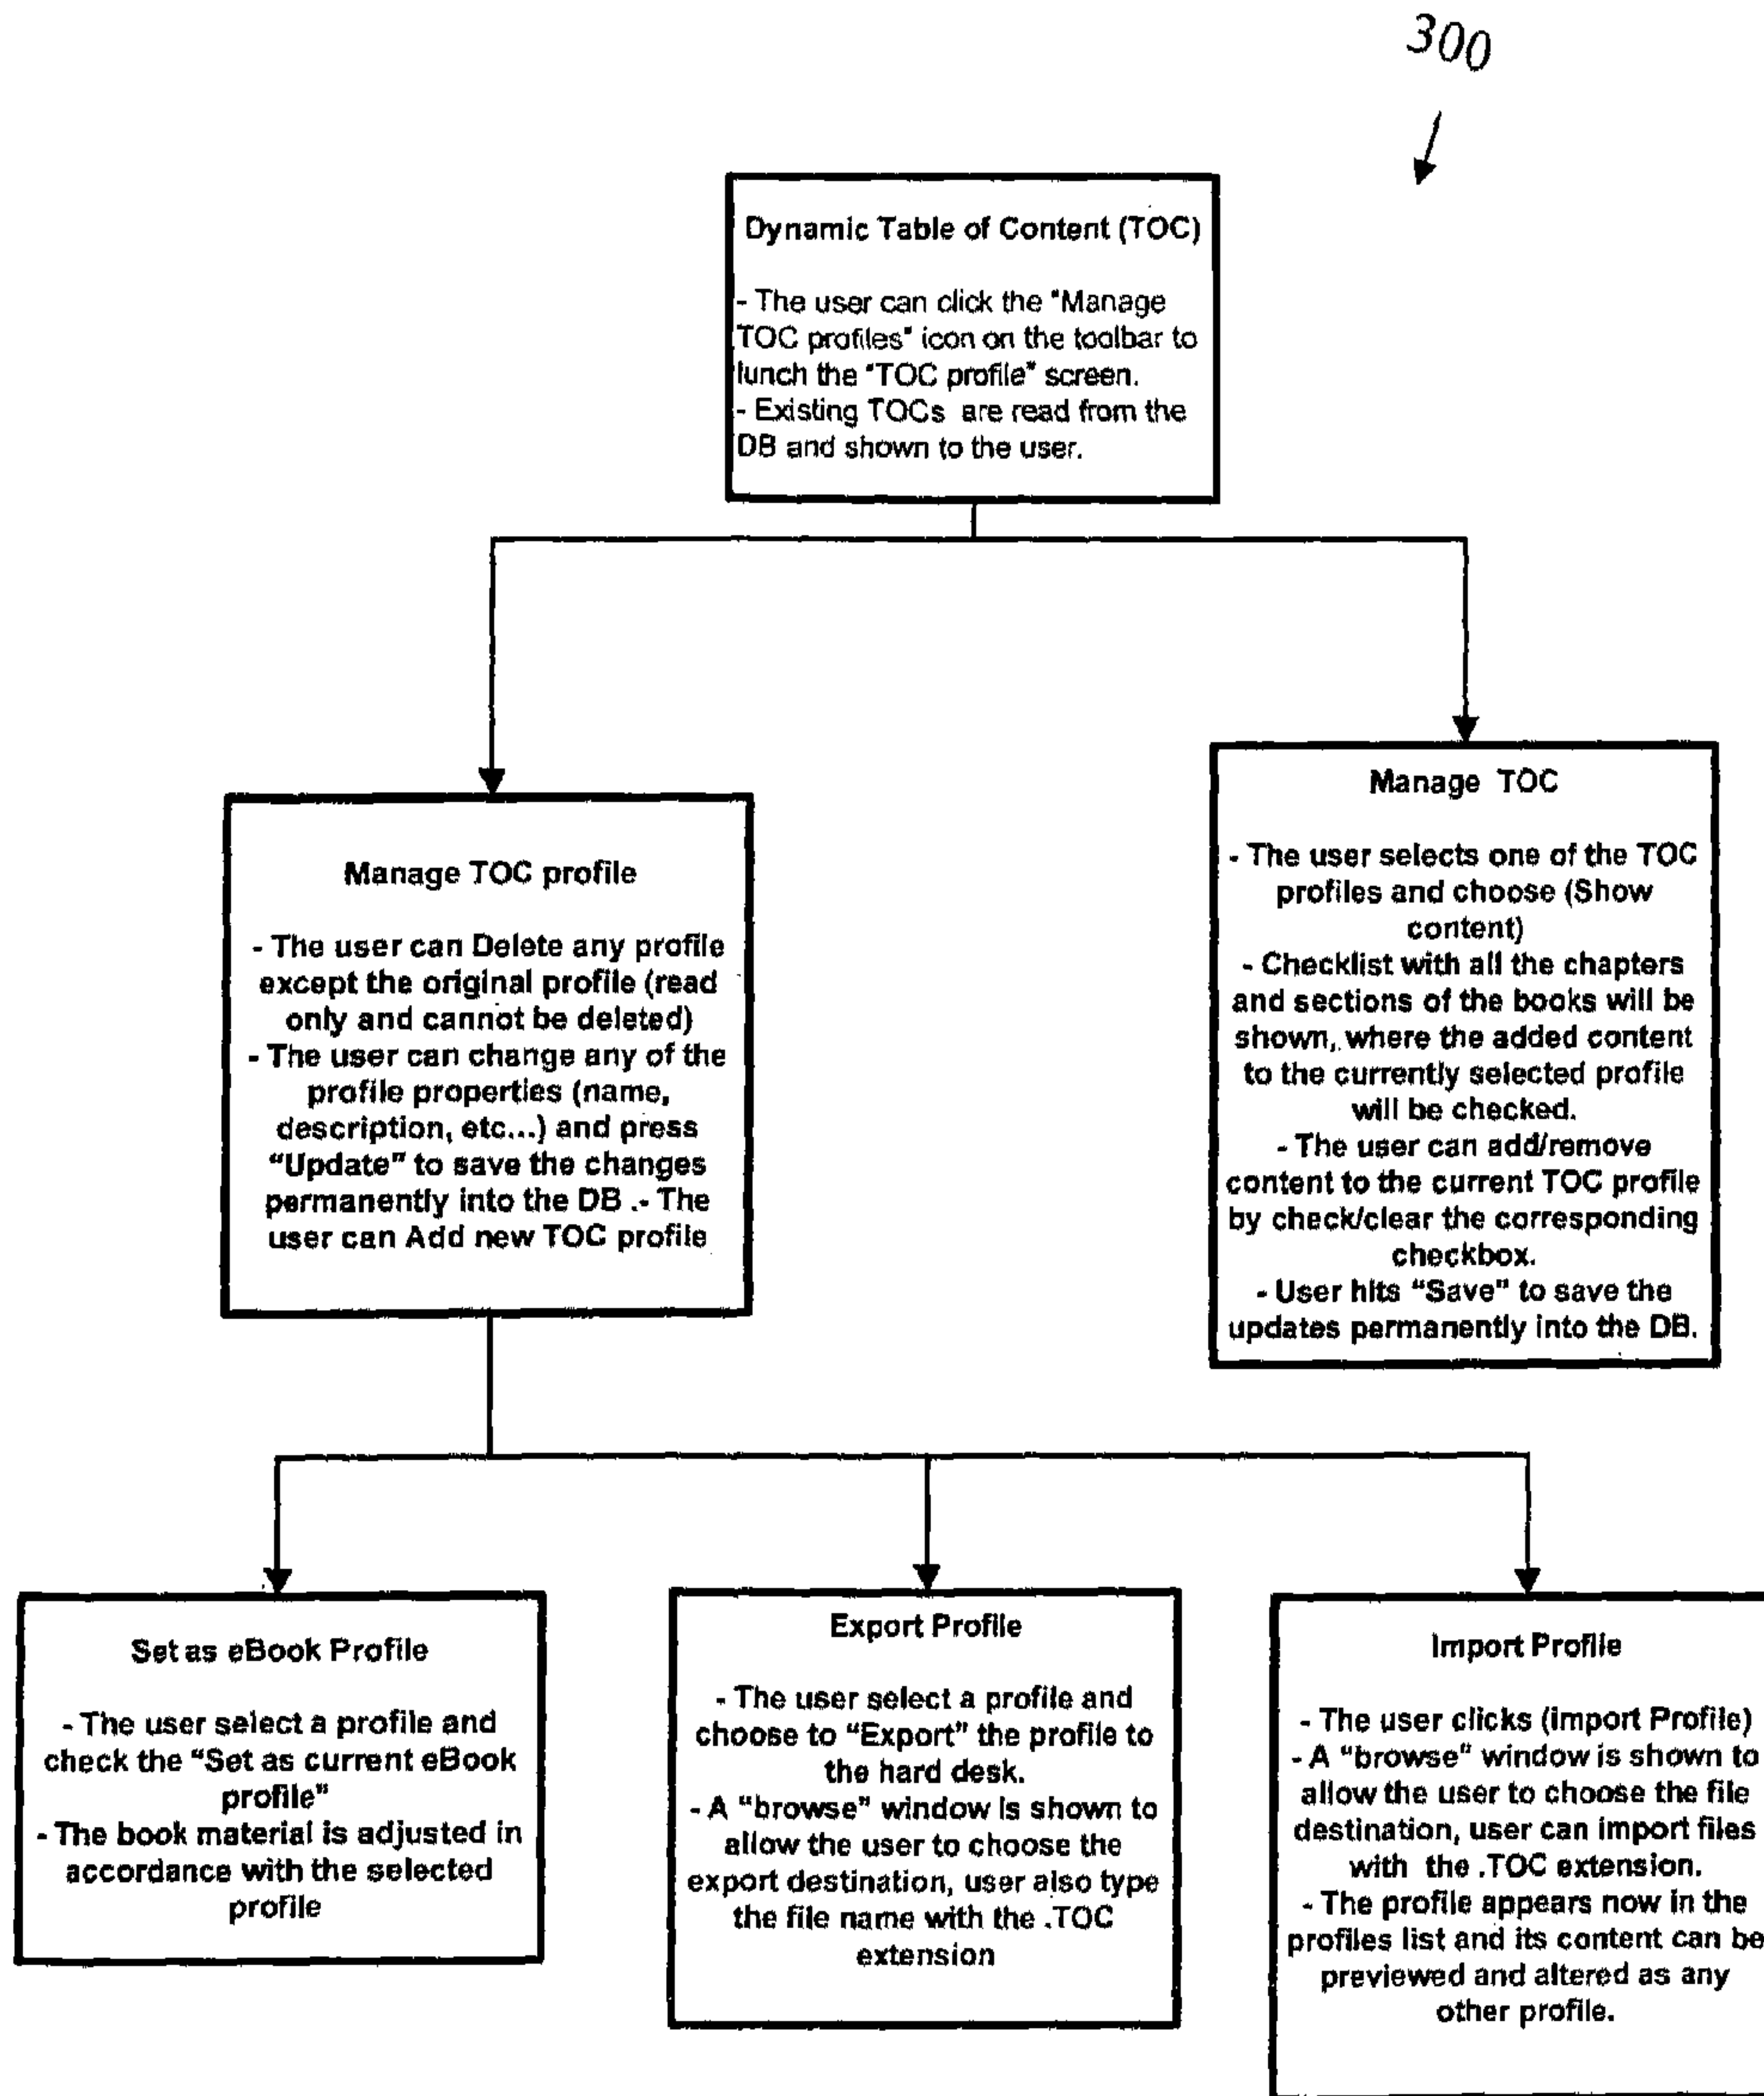 300
Dynamic Table of Content (TOC)
- The user can click the "Manage
TOC profiles" icon on the toolbar to
lunch the "TOC profile" screen.
- Existing TOCs are read from the
DB and shown to the user.
Manage TOC profile
- The user can Delete any profile
except the original profile (read
only and cannot be deleted)
- The user can change any of the
profile properties (name,
description, etc...) and press
“Update” to save the changes
permanently into the DB .- The
user can Add new TOC profile
Manage TOC
- The user selects one of the TOC
profiles and choose (Show
content)
- Checklist with all the chapters
and sections of the books will be
shown, where the added content
to the currently selected profile
will be checked.
- The user can add/remove
content to the current TOC profile
by check/clear the corresponding
checkbox.
- User hits “Save” to save the
updates permanently into the DB.
Set as eBook Profile
- The user select a profile and
check the “Set as current eBook
profile”
- The book material is adjusted in
accordance with the selected
profile
Export Profile
- The user select a profile and
choose to “Export” the profile to
the hard desk.
- A “browse” window is shown to
allow the user to choose the
export destination, user also type
the file name with the .TOC
extension
Import Profile
- The user clicks (import Profile)
- A “browse” window is shown to
allow the user to choose the file
destination, user can import files
with the .TOC extension.
- The profile appears now in the
profiles list and its content can be
previewed and altered as any
other profile.